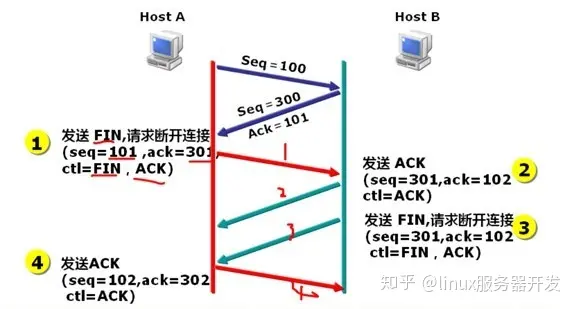 Host A
Host B
Seq=100
Seq=300
Ack=101
1
发送 FIN,请求断开连接
(seq=101 ,ack=301,
ctl=FIN , ACK)
1
发送 ACK
(seq=301,ack=102
ctl=ACK)
2
2
发送 FIN,请求断开连接
(seq=301,ack=102
ctl=FIN , ACK)
3
3
4
发送ACK
(seq=102,ack=302
ctl=ACK)
4
知乎 @linux服务器开发